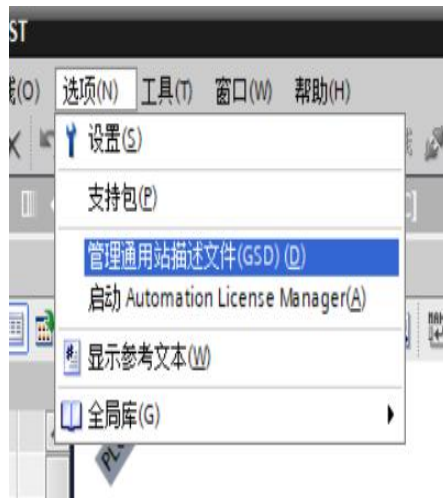 ST
(O) 选项(N) 工具(T) 窗口(W) 帮助(H)
设置(S)
支持包(P)
管理通用站描述文件(GSD) (D)
启动 Automation License Manager(A)
显示参考文本(W)
全局库(G)
PLC